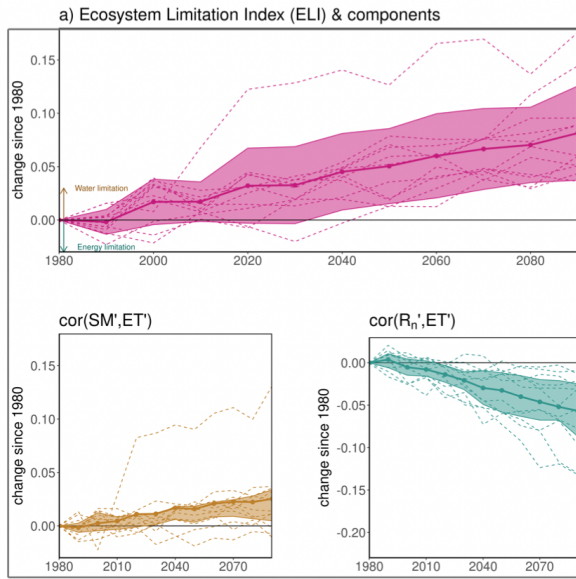 a) Ecosystem Limitation Index (ELI) & components
change since 1980
0.15
0.10
0.05
0.00
Water limitation
Energy limitation
1980 2000 2020 2040 2060 2080
cor(SM',ET')
change since 1980
0.15
0.10
0.05
0.00
1980 2010 2040 2070
cor(Rn',ET')
change since 1980
0.00
-0.05
-0.10
-0.15
-0.20
1980 2010 2040 2070